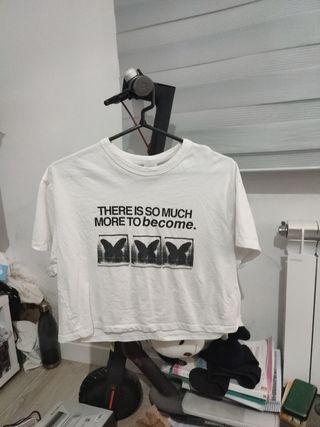 THERE IS SO MUCH
MORE TO become.